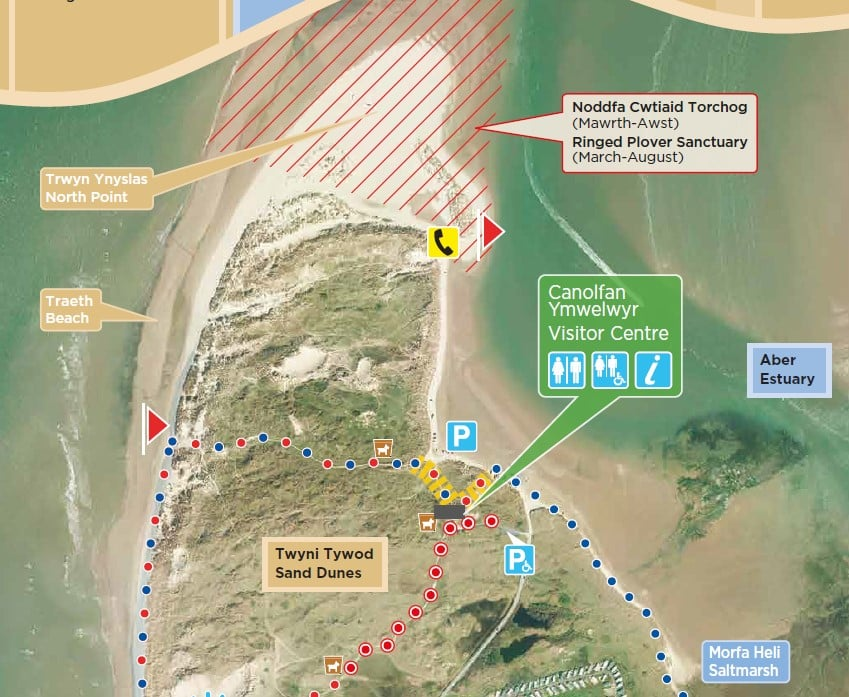 Noddfa Cwtiaid Torchog
(Mawrth-Awst)
Ringed Plover Sanctuary
(March-August)
Trwyn Ynyslas
North Point
Canolfan
Ymwelwyr
Visitor Centre
i
Traeth
Beach
Aber
Estuary
P
Twyni Tywod
Sand Dunes
P
Morfa Heli
Saltmarsh